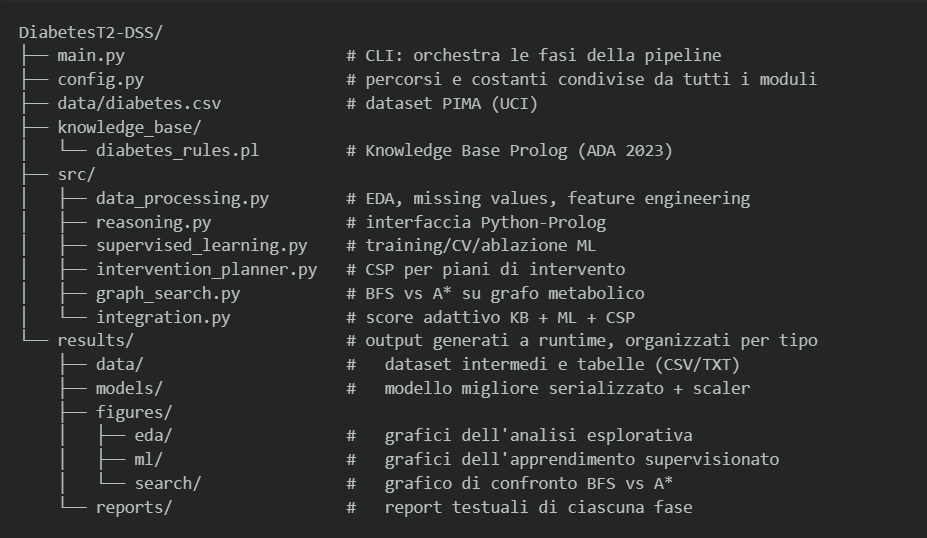 DiabetesT2-DSS/
├── main.py                       # CLI: orchestra le fasi della pipeline
├── config.py                     # percorsi e costanti condivise da tutti i moduli
├── data/diabetes.csv             # dataset PIMA (UCI)
├── knowledge_base/
│   └── diabetes_rules.pl         # Knowledge Base Prolog (ADA 2023)
├── src/
│   ├── data_processing.py        # EDA, missing values, feature engineering
│   ├── reasoning.py              # interfaccia Python-Prolog
│   ├── supervised_learning.py    # training/CV/ablazione ML
│   ├── intervention_planner.py   # CSP per piani di intervento
│   ├── graph_search.py           # BFS vs A* su grafo metabolico
│   └── integration.py            # score adattivo KB + ML + CSP
└── results/                      # output generati a runtime, organizzati per tipo
    ├── data/                     #   dataset intermedi e tabelle (CSV/TXT)
    ├── models/                   #   modello migliore serializzato + scaler
    ├── figures/
    │   ├── eda/                  #   grafici dell'analisi esplorativa
    │   ├── ml/                   #   grafici dell'apprendimento supervisionato
    │   └── search/               #   grafico di confronto BFS vs A*
    └── reports/                  #   report testuali di ciascuna fase